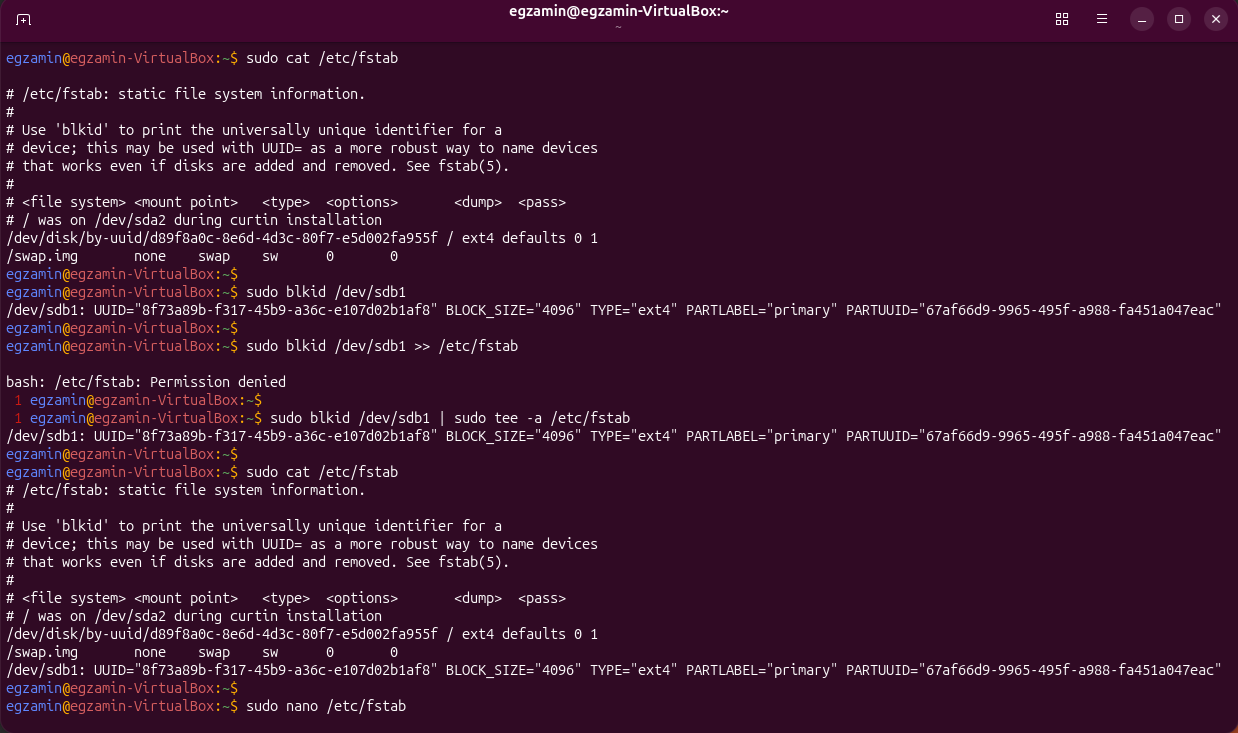 egzamin@egzamin-VirtualBox:~
~
egzamin@egzamin-VirtualBox:~$ sudo cat /etc/fstab
# /etc/fstab: static file system information.
#
# Use 'blkid' to print the universally unique identifier for a
# device; this may be used with UUID= as a more robust way to name devices
# that works even if disks are added and removed. See fstab(5).
#
# <file system> <mount point>   <type>  <options>       <dump>  <pass>
# / was on /dev/sda2 during curtin installation
/dev/disk/by-uuid/d89f8a0c-8e6d-4d3c-80f7-e5d002fa955f / ext4 defaults 0 1
/swap.img       none    swap    sw      0       0
egzamin@egzamin-VirtualBox:~$
egzamin@egzamin-VirtualBox:~$ sudo blkid /dev/sdb1
/dev/sdb1: UUID="8f73a89b-f317-45b9-a36c-e107d02b1af8" BLOCK_SIZE="4096" TYPE="ext4" PARTLABEL="primary" PARTUUID="67af66d9-9965-495f-a988-fa451a047eac"
egzamin@egzamin-VirtualBox:~$
egzamin@egzamin-VirtualBox:~$ sudo blkid /dev/sdb1 >> /etc/fstab
bash: /etc/fstab: Permission denied
1 egzamin@egzamin-VirtualBox:~$
1 egzamin@egzamin-VirtualBox:~$ sudo blkid /dev/sdb1 | sudo tee -a /etc/fstab
/dev/sdb1: UUID="8f73a89b-f317-45b9-a36c-e107d02b1af8" BLOCK_SIZE="4096" TYPE="ext4" PARTLABEL="primary" PARTUUID="67af66d9-9965-495f-a988-fa451a047eac"
egzamin@egzamin-VirtualBox:~$
egzamin@egzamin-VirtualBox:~$ sudo cat /etc/fstab
# /etc/fstab: static file system information.
#
# Use 'blkid' to print the universally unique identifier for a
# device; this may be used with UUID= as a more robust way to name devices
# that works even if disks are added and removed. See fstab(5).
#
# <file system> <mount point>   <type>  <options>       <dump>  <pass>
# / was on /dev/sda2 during curtin installation
/dev/disk/by-uuid/d89f8a0c-8e6d-4d3c-80f7-e5d002fa955f / ext4 defaults 0 1
/swap.img       none    swap    sw      0       0
/dev/sdb1: UUID="8f73a89b-f317-45b9-a36c-e107d02b1af8" BLOCK_SIZE="4096" TYPE="ext4" PARTLABEL="primary" PARTUUID="67af66d9-9965-495f-a988-fa451a047eac"
egzamin@egzamin-VirtualBox:~$
egzamin@egzamin-VirtualBox:~$ sudo nano /etc/fstab